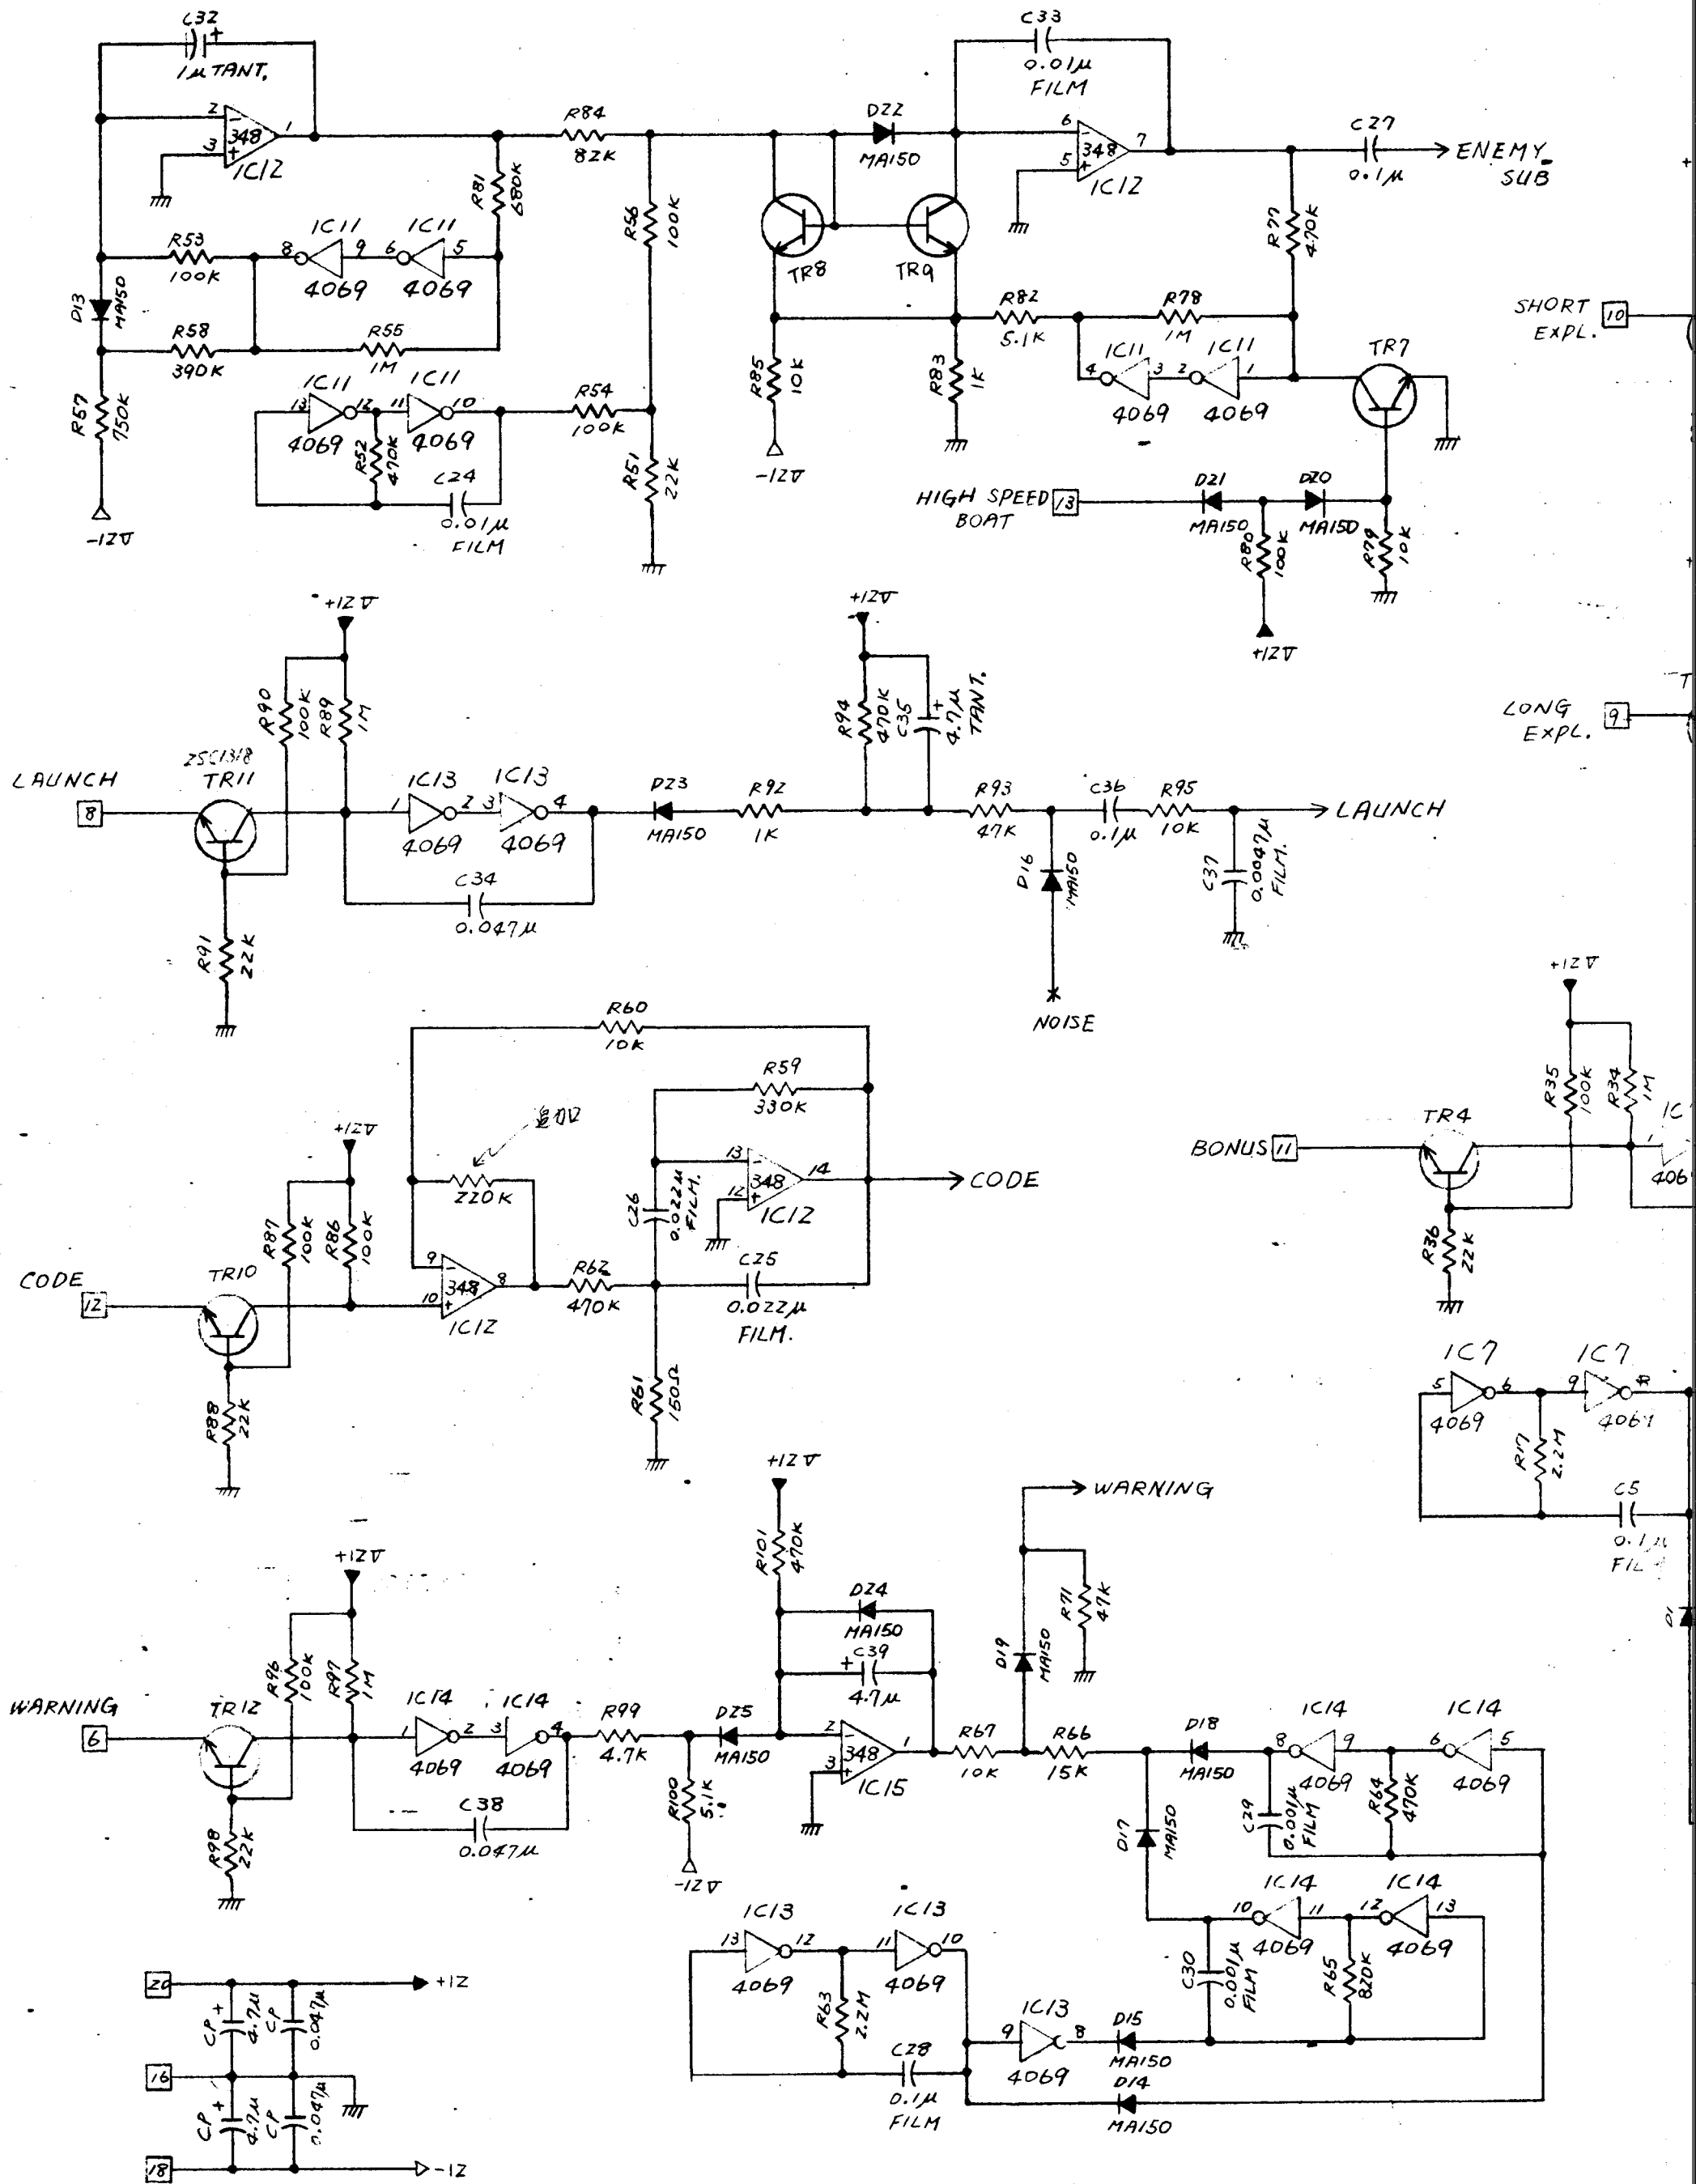 C32
+
1μ TANT.
2
3
348
1
IC12
R84
82K
R81
680K
R53
100K
8
IC11
9
6
IC11
5
4069
4069
D13
MA150
R58
390K
R55
1M
R57
750K
-12V
13
IC11
12
11
IC11
10
4069
4069
R52
470K
C24
0.01μ
FILM
R54
100K
R56
100K
R51
22K
D22
MA150
TR8
TR9
C33
0.01μ
FILM
6
5
348
7
IC12
C27
0.1μ
ENEMY
SUB
R77
470K
R82
5.1K
R78
1M
R85
10K
-12V
R83
1K
4
IC11
3
2
IC11
1
4069
4069
TR7
HIGH SPEED
BOAT
13
D21
MA150
D20
MA150
R80
100K
+12V
R79
10K
SHORT
EXPL.
10
LONG
EXPL.
9
+12V
R90
100K
R89
1M
2SC1318
TR11
LAUNCH
8
R91
22K
1
IC13
2
3
IC13
4
4069
4069
C34
0.047μ
D23
MA150
R92
1K
+12V
R94
470K
C35
+
4.7μ
TANT.
R93
47K
D16
MA150
NOISE
C36
0.1μ
R95
10K
C37
0.0047μ
FILM.
LAUNCH
R60
10K
R59
330K
追加
220K
+12V
R87
100K
R86
100K
CODE
12
TR10
R88
22K
9
10
348
8
IC12
R62
470K
C26
0.022μ
FILM.
13
12
348
14
IC12
C25
0.022μ
FILM.
R61
150Ω
CODE
+12V
R35
100K
R34
1M
BONUS
11
TR4
R36
22K
1
IC7
5
6
4069
IC7
9
R17
2.2M
C5
0.1μ
+12V
R96
100K
R97
1M
WARNING
6
TR12
R98
22K
1
IC14
2
3
IC14
4
4069
4069
C38
0.047μ
R99
4.7K
R100
5.1K
-12V
D25
MA150
+12V
R101
470K
D24
MA150
+
C39
4.7μ
2
3
348
1
IC15
R67
10K
D19
MA150
WARNING
R71
47K
R66
15K
D18
MA150
8
IC14
9
6
IC14
5
4069
4069
C29
0.001μ
FILM
R64
470K
D17
MA150
10
IC14
11
12
IC14
13
4069
4069
C30
0.001μ
FILM
R65
820K
13
IC13
12
11
IC13
10
4069
4069
R63
2.2M
C28
0.1μ
FILM
9
IC13
8
4069
D15
MA150
D14
MA150
20
+12
CP
+
4.7μ
CP
0.047μ
16
CP
+
4.7μ
CP
0.047μ
18
-12